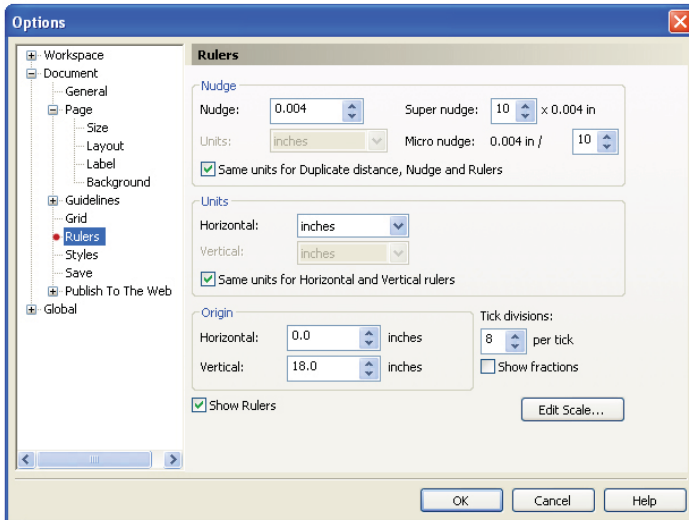 Options
Workspace
Document
General
Page
Size
Layout
Label
Background
Guidelines
Grid
Rulers
Styles
Save
Publish To The Web
Global
Rulers
Nudge
Nudge: 0.004 Super nudge: 10 x 0.004 in
Units: inches Micro nudge: 0.004 in / 10
Same units for Duplicate distance, Nudge and Rulers
Units
Horizontal: inches
Vertical: inches
Same units for Horizontal and Vertical rulers
Origin
Horizontal: 0.0 inches
Vertical: 18.0 inches
Tick divisions:
8 per tick
Show fractions
Show Rulers
Edit Scale...
OK Cancel Help